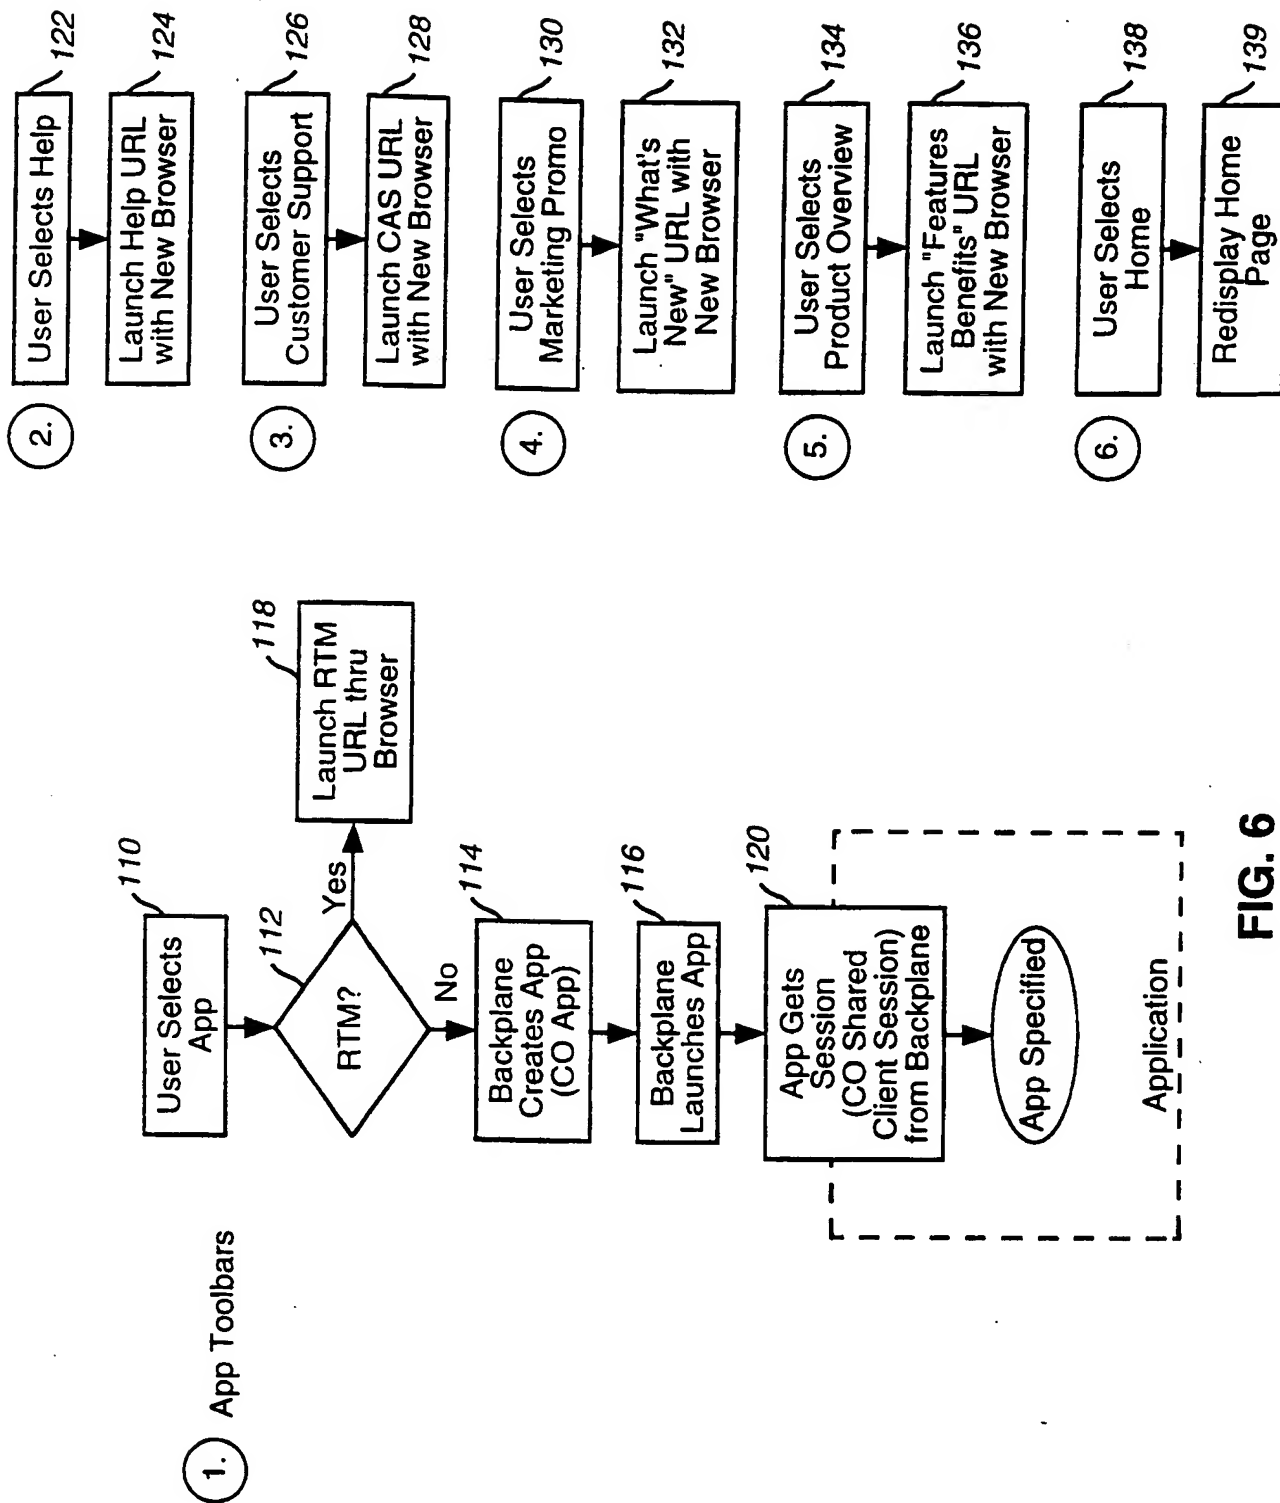 1.
App Toolbars
User Selects
App
110
RTM?
112
Yes
Launch RTM
URL thru
Browser
118
No
Backplane
Creates App
(CO App)
114
Backplane
Launches App
116
App Gets
Session
(CO Shared
Client Session)
from Backplane
120
App Specified
Application
2.
User Selects Help
122
Launch Help URL
with New Browser
124
3.
User Selects
Customer Support
126
Launch CAS URL
with New Browser
128
4.
User Selects
Marketing Promo
130
Launch "What's
New" URL with
New Browser
132
5.
User Selects
Product Overview
134
Launch "Features
Benefits" URL
with New Browser
136
6.
User Selects
Home
138
Redisplay Home
Page
139
FIG. 6